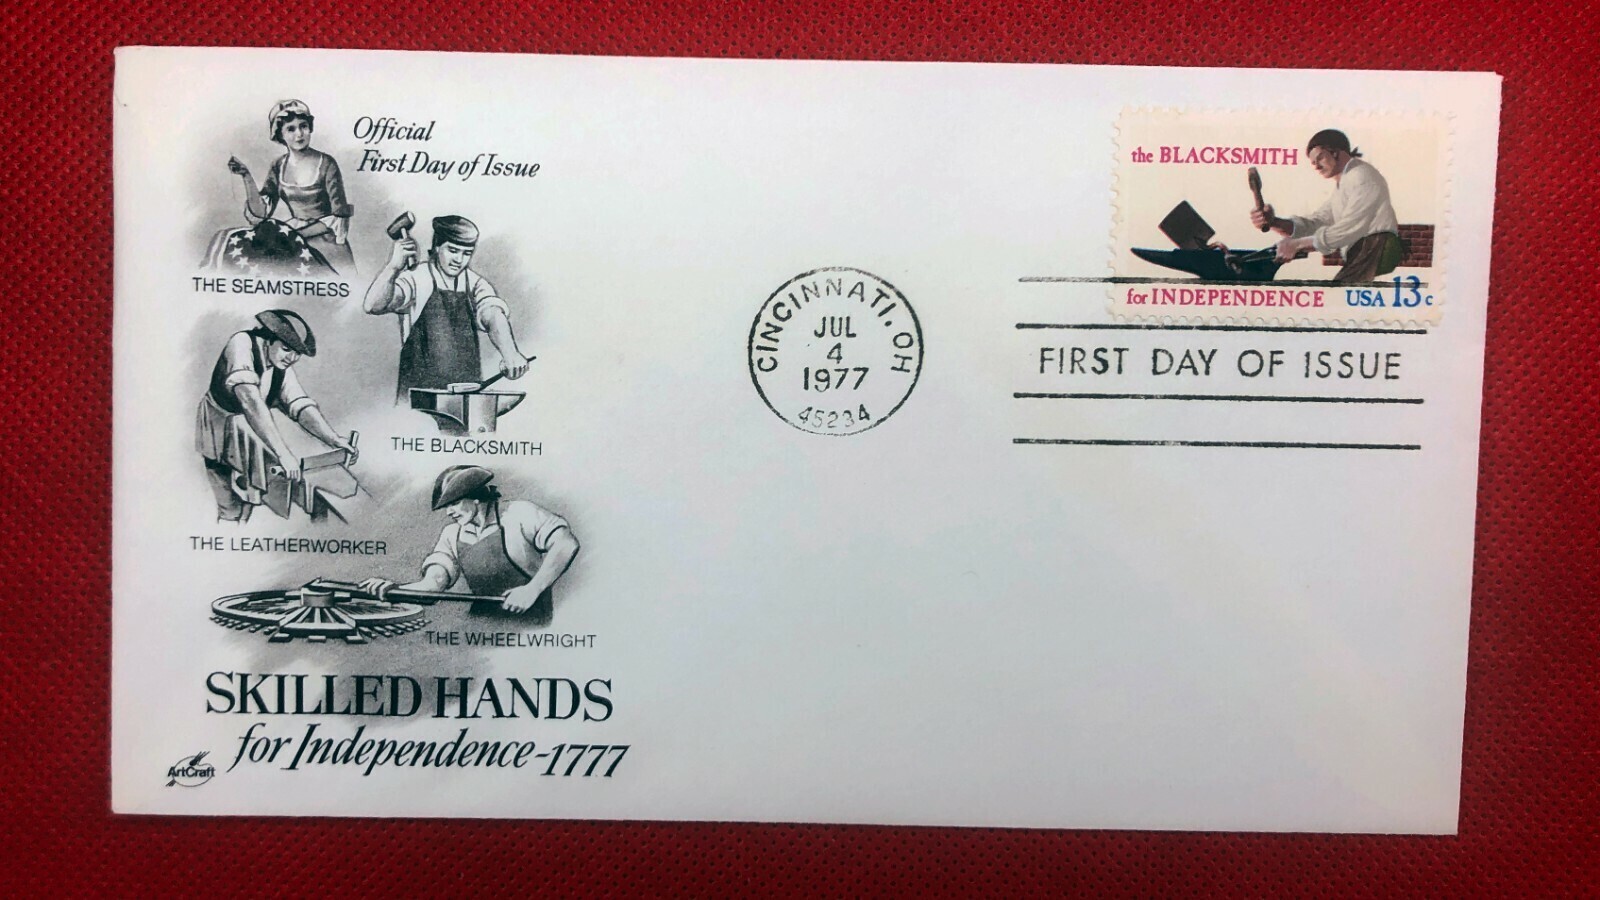 Official
First Day of Issue
THE SEAMSTRESS
THE BLACKSMITH
THE LEATHERWORKER
THE WHEELWRIGHT
SKILLED HANDS
for Independence-1777
ArtCraft
CINCINNATI, OH
JUL
4
1977
45234
the BLACKSMITH
for INDEPENDENCE USA 13c
FIRST DAY OF ISSUE